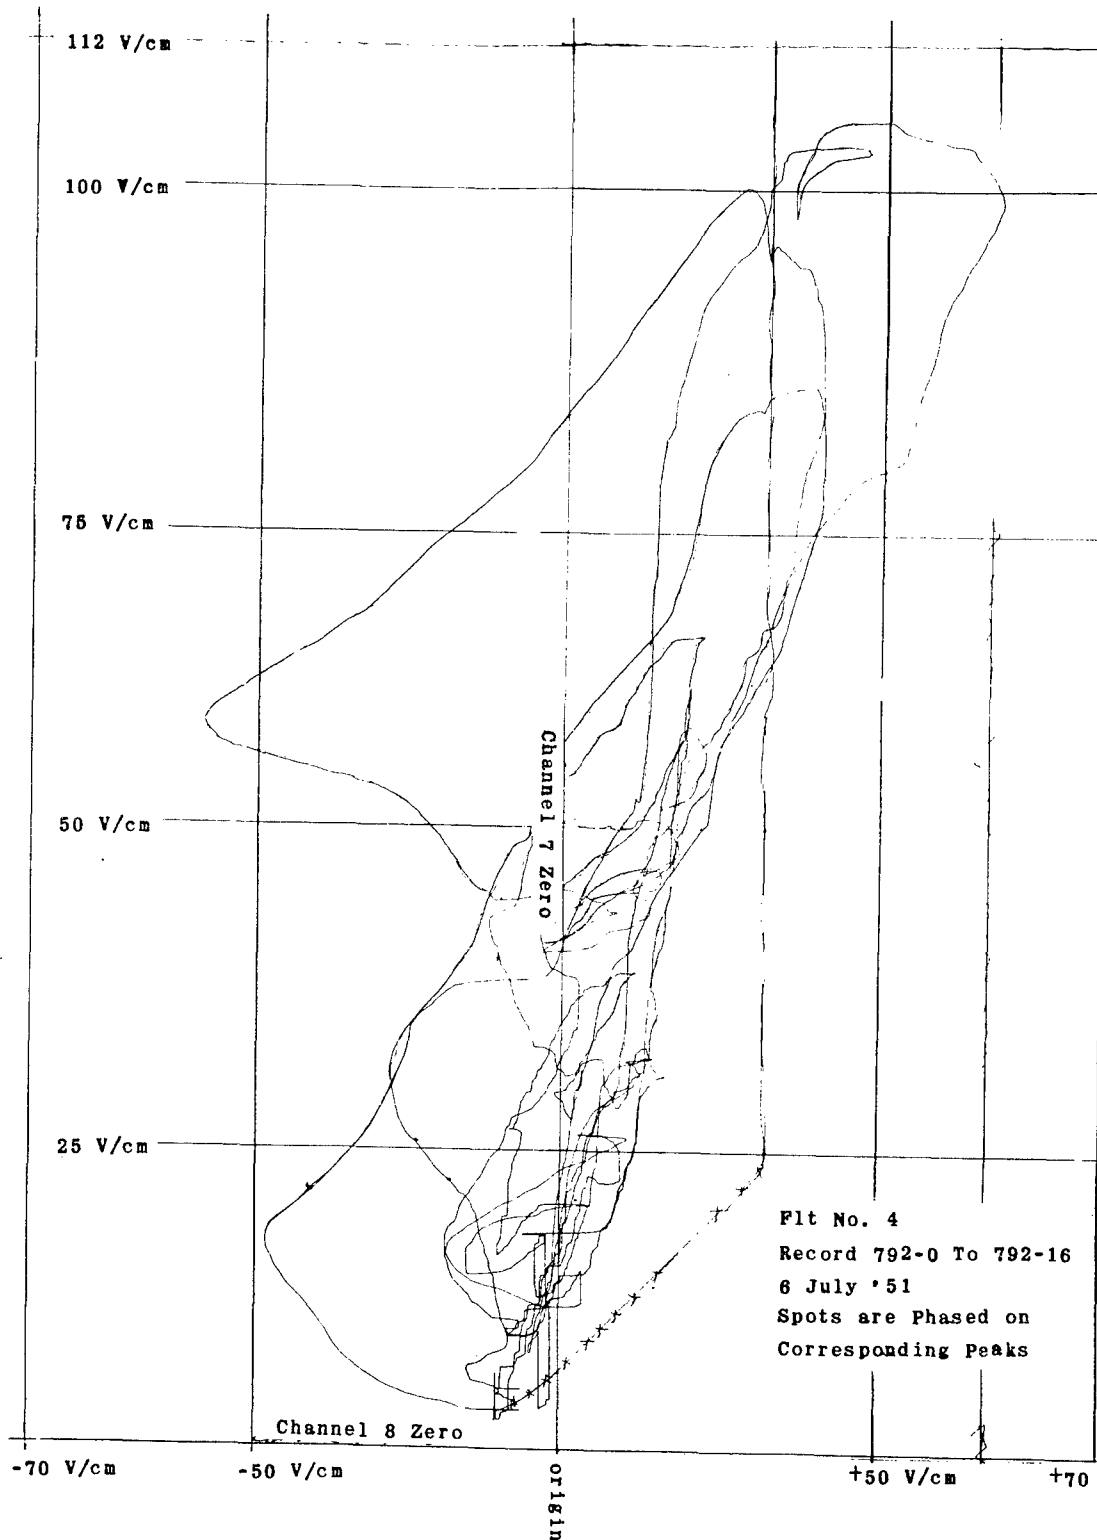 112 V/cm
100 V/cm
75 V/cm
50 V/cm
Channel 7 Zero
25 V/cm
Flt No. 4
Record 792-0 To 792-16
6 July '51
Spots are Phased on
Corresponding Peaks
Channel 8 Zero
-70 V/cm
-50 V/cm
origin
+50 V/cm
+70